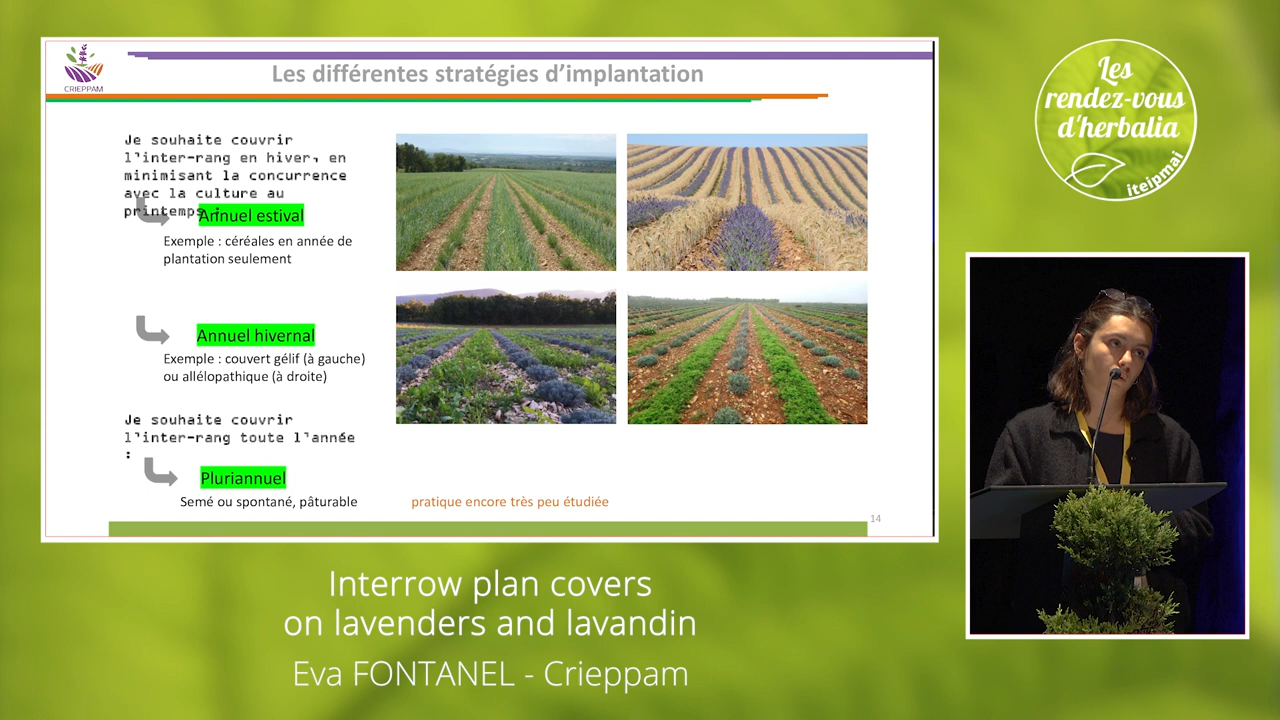 CRIEPPAM
Les différentes stratégies d’implantation
Je souhaite couvrir
l’inter-rang en hiver, en
minimisant la concurrence
avec la culture au
printemps :
Annuel estival
Exemple : céréales en année de
plantation seulement
Annuel hivernal
Exemple : couvert gélif (à gauche)
ou allélopathique (à droite)
Je souhaite couvrir
l’inter-rang toute l’année
:
Pluriannuel
Semé ou spontané, pâturable
pratique encore très peu étudiée
14
Les
rendez-vous
d'herbalia
iteipmai
Interrow plan covers
on lavenders and lavandin
Eva FONTANEL - Crieppam